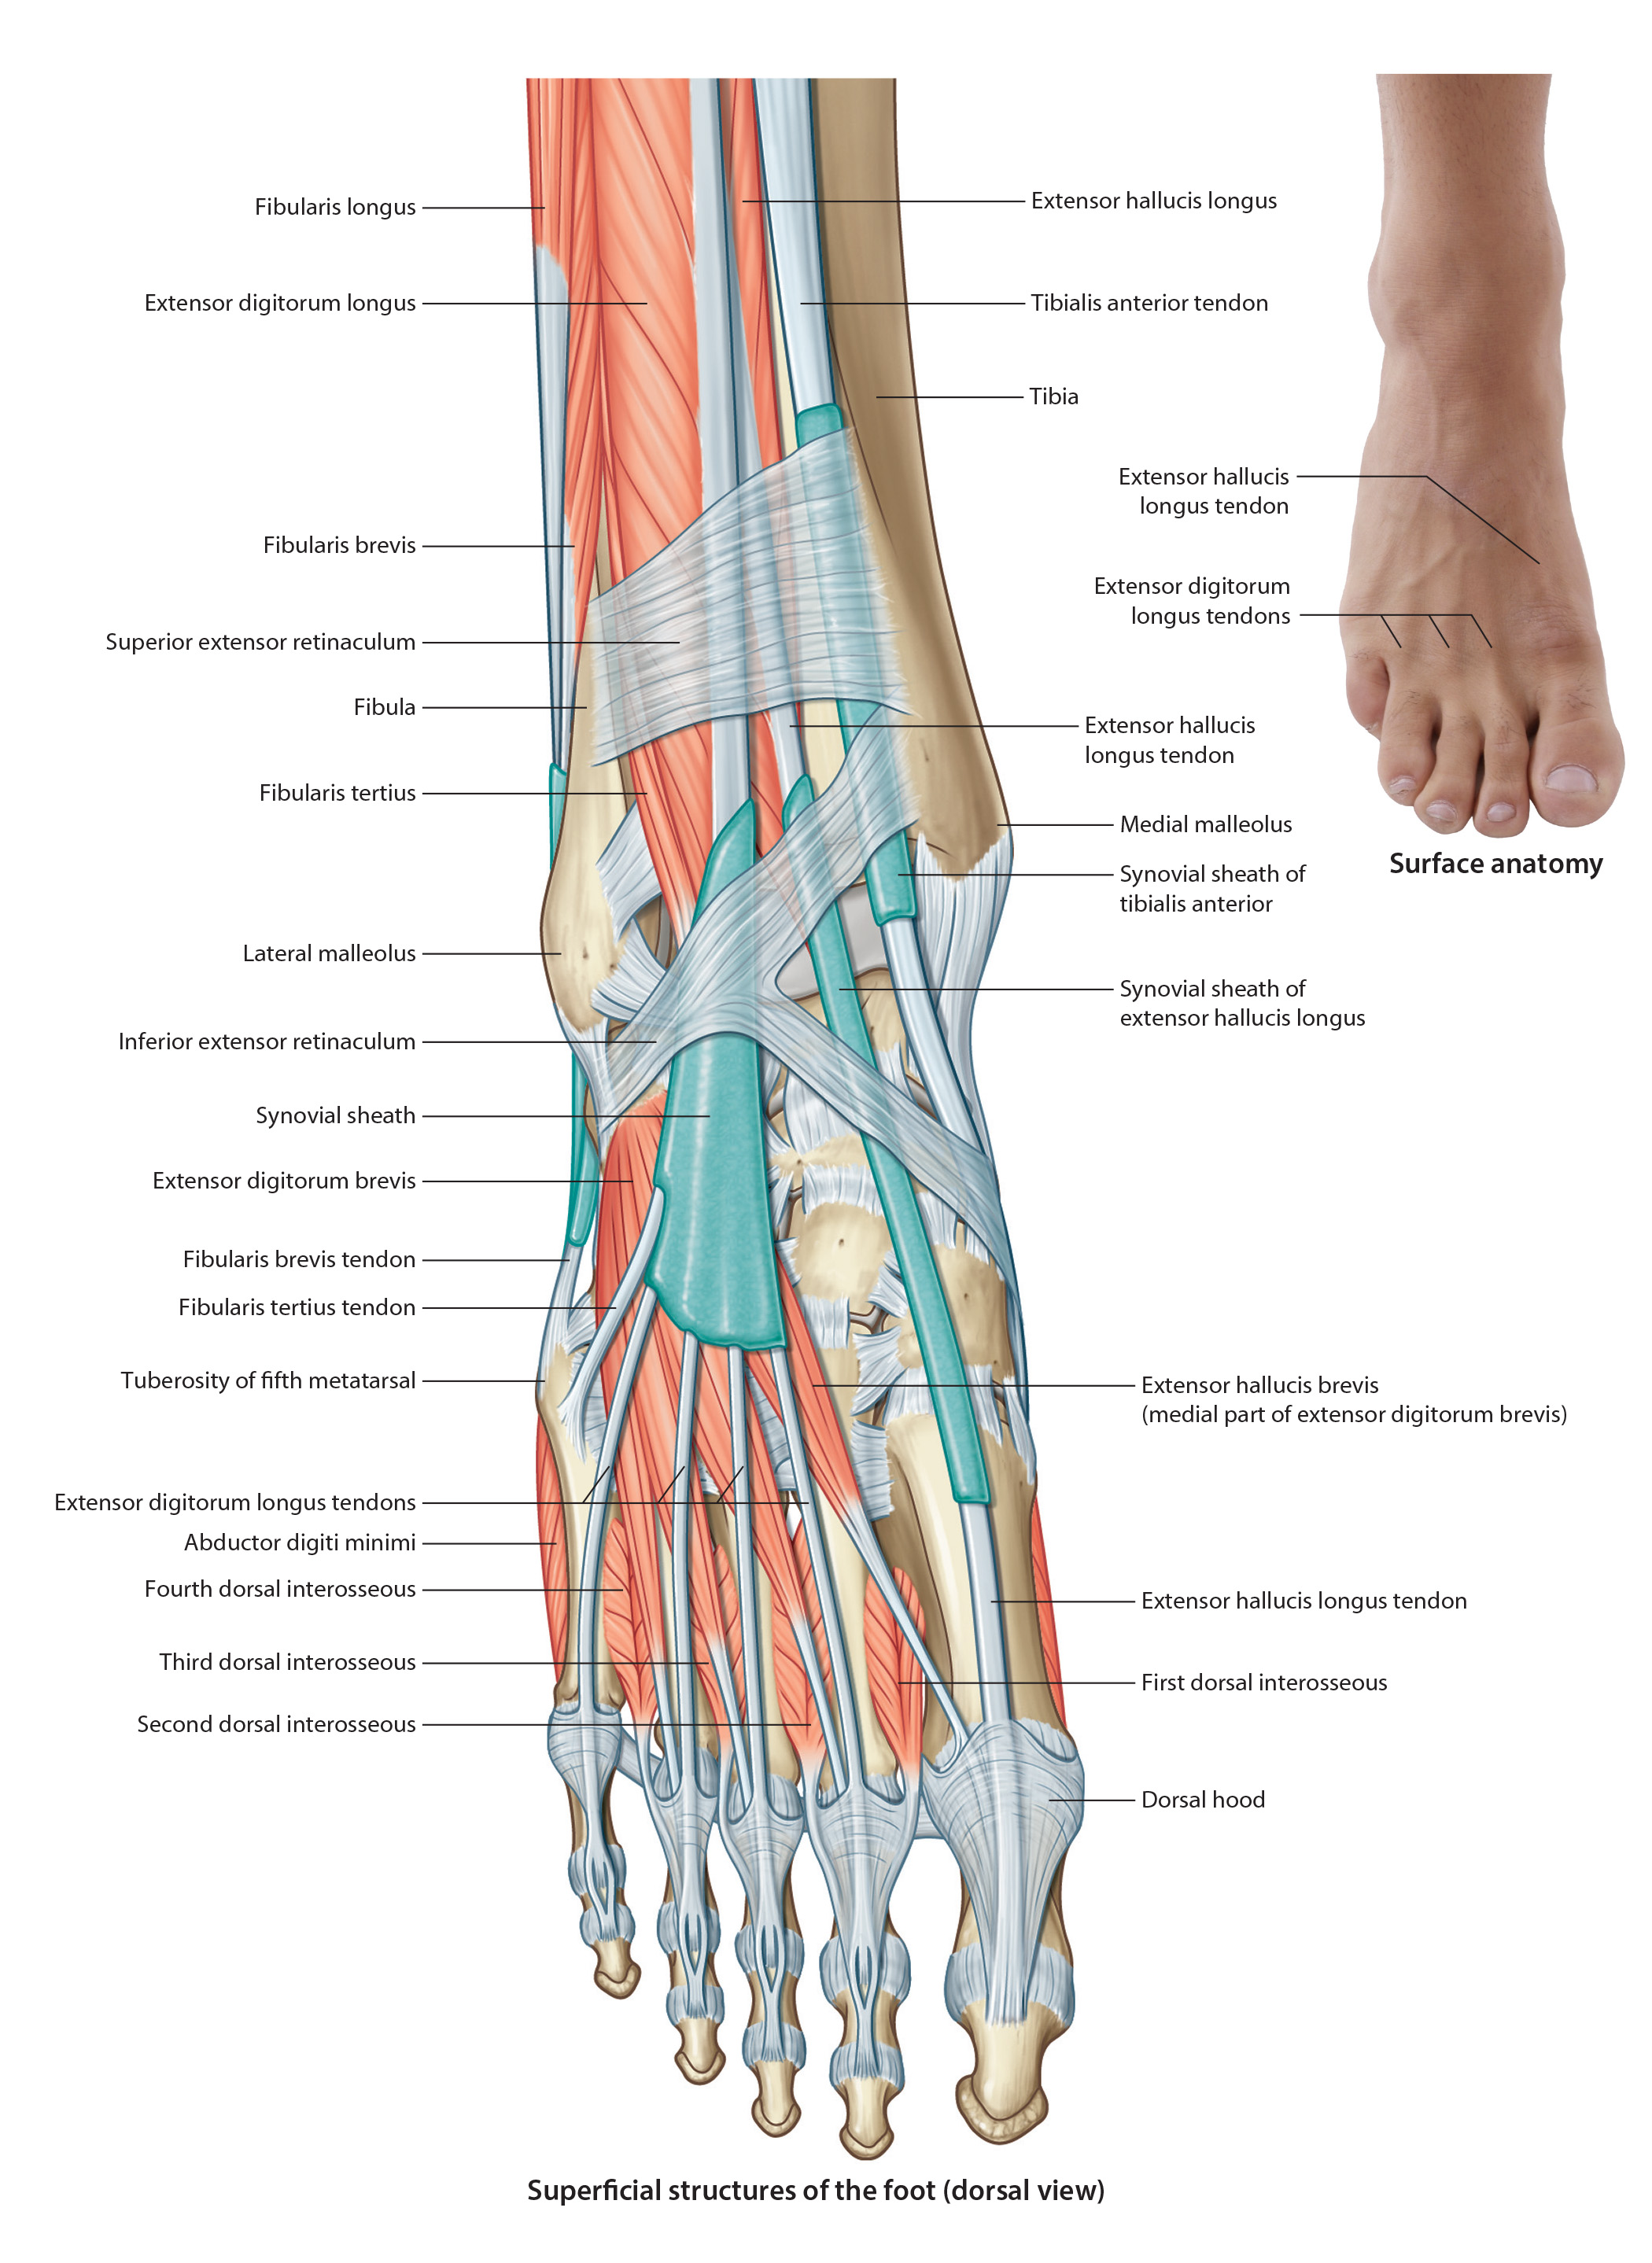 Fibularis longus
Extensor digitorum longus
Fibularis brevis
Superior extensor retinaculum
Fibula
Fibularis tertius
Lateral malleolus
Inferior extensor retinaculum
Synovial sheath
Extensor digitorum brevis
Fibularis brevis tendon
Fibularis tertius tendon
Tuberosity of fifth metatarsal
Extensor digitorum longus tendons
Abductor digiti minimi
Fourth dorsal interosseous
Third dorsal interosseous
Second dorsal interosseous
Extensor hallucis longus
Tibialis anterior tendon
Tibia
Extensor hallucis
longus tendon
Medial malleolus
Synovial sheath of
tibialis anterior
Synovial sheath of
extensor hallucis longus
Extensor hallucis brevis
(medial part of extensor digitorum brevis)
Extensor hallucis longus tendon
First dorsal interosseous
Dorsal hood
Extensor hallucis
longus tendon
Extensor digitorum
longus tendons
Surface anatomy
Superficial structures of the foot (dorsal view)